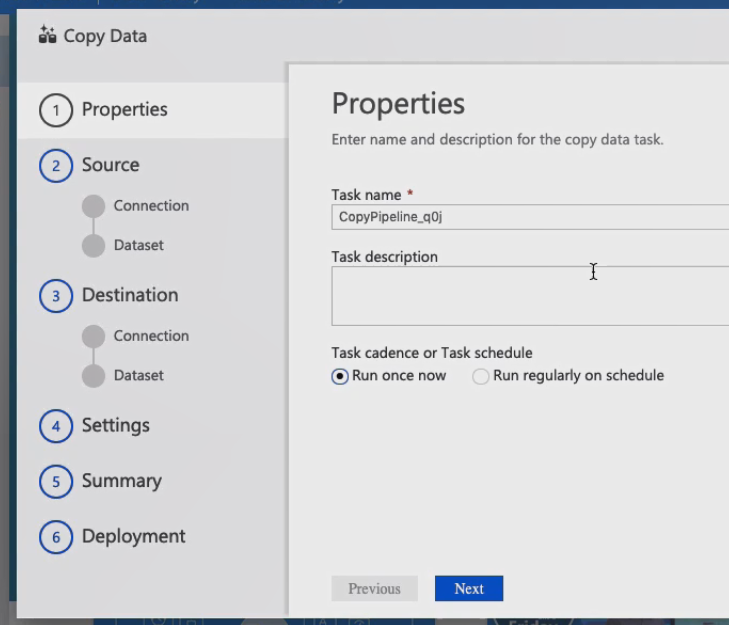 Copy Data
1 Properties
2 Source
Connection
Dataset
3 Destination
Connection
Dataset
4 Settings
5 Summary
6 Deployment
Properties
Enter name and description for the copy data task.
Task name *
CopyPipeline_q0j
Task description
Task cadence or Task schedule
Run once now Run regularly on schedule
Previous Next